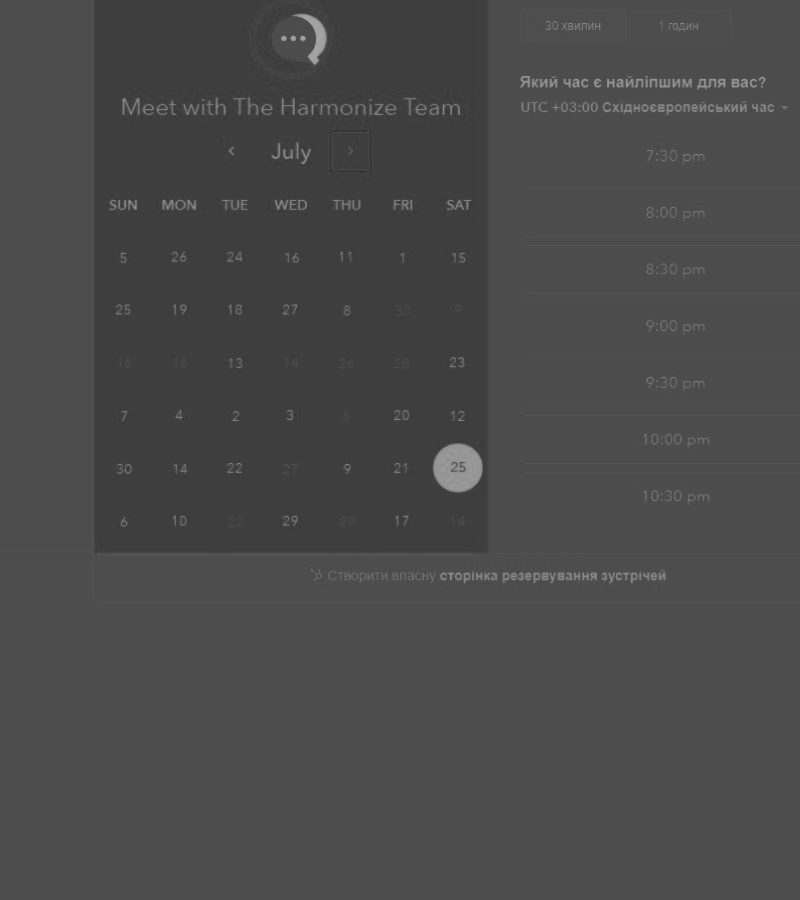 30 хвилин 1 годин
Який час є найліпшим для вас?
UTC +03:00 Східноєвропейський час
Meet with The Harmonize Team
July
SUN MON TUE WED THU FRI SAT
5 26 24 16 11 1 15
25 19 18 27 8 30 9
16 16 13 14 26 28 23
7 4 2 3 6 20 12
30 14 22 27 9 21 25
6 10 22 29 29 17 14
7:30 pm
8:00 pm
8:30 pm
9:00 pm
9:30 pm
10:00 pm
10:30 pm
Створити власну сторінка резервування зустрічей